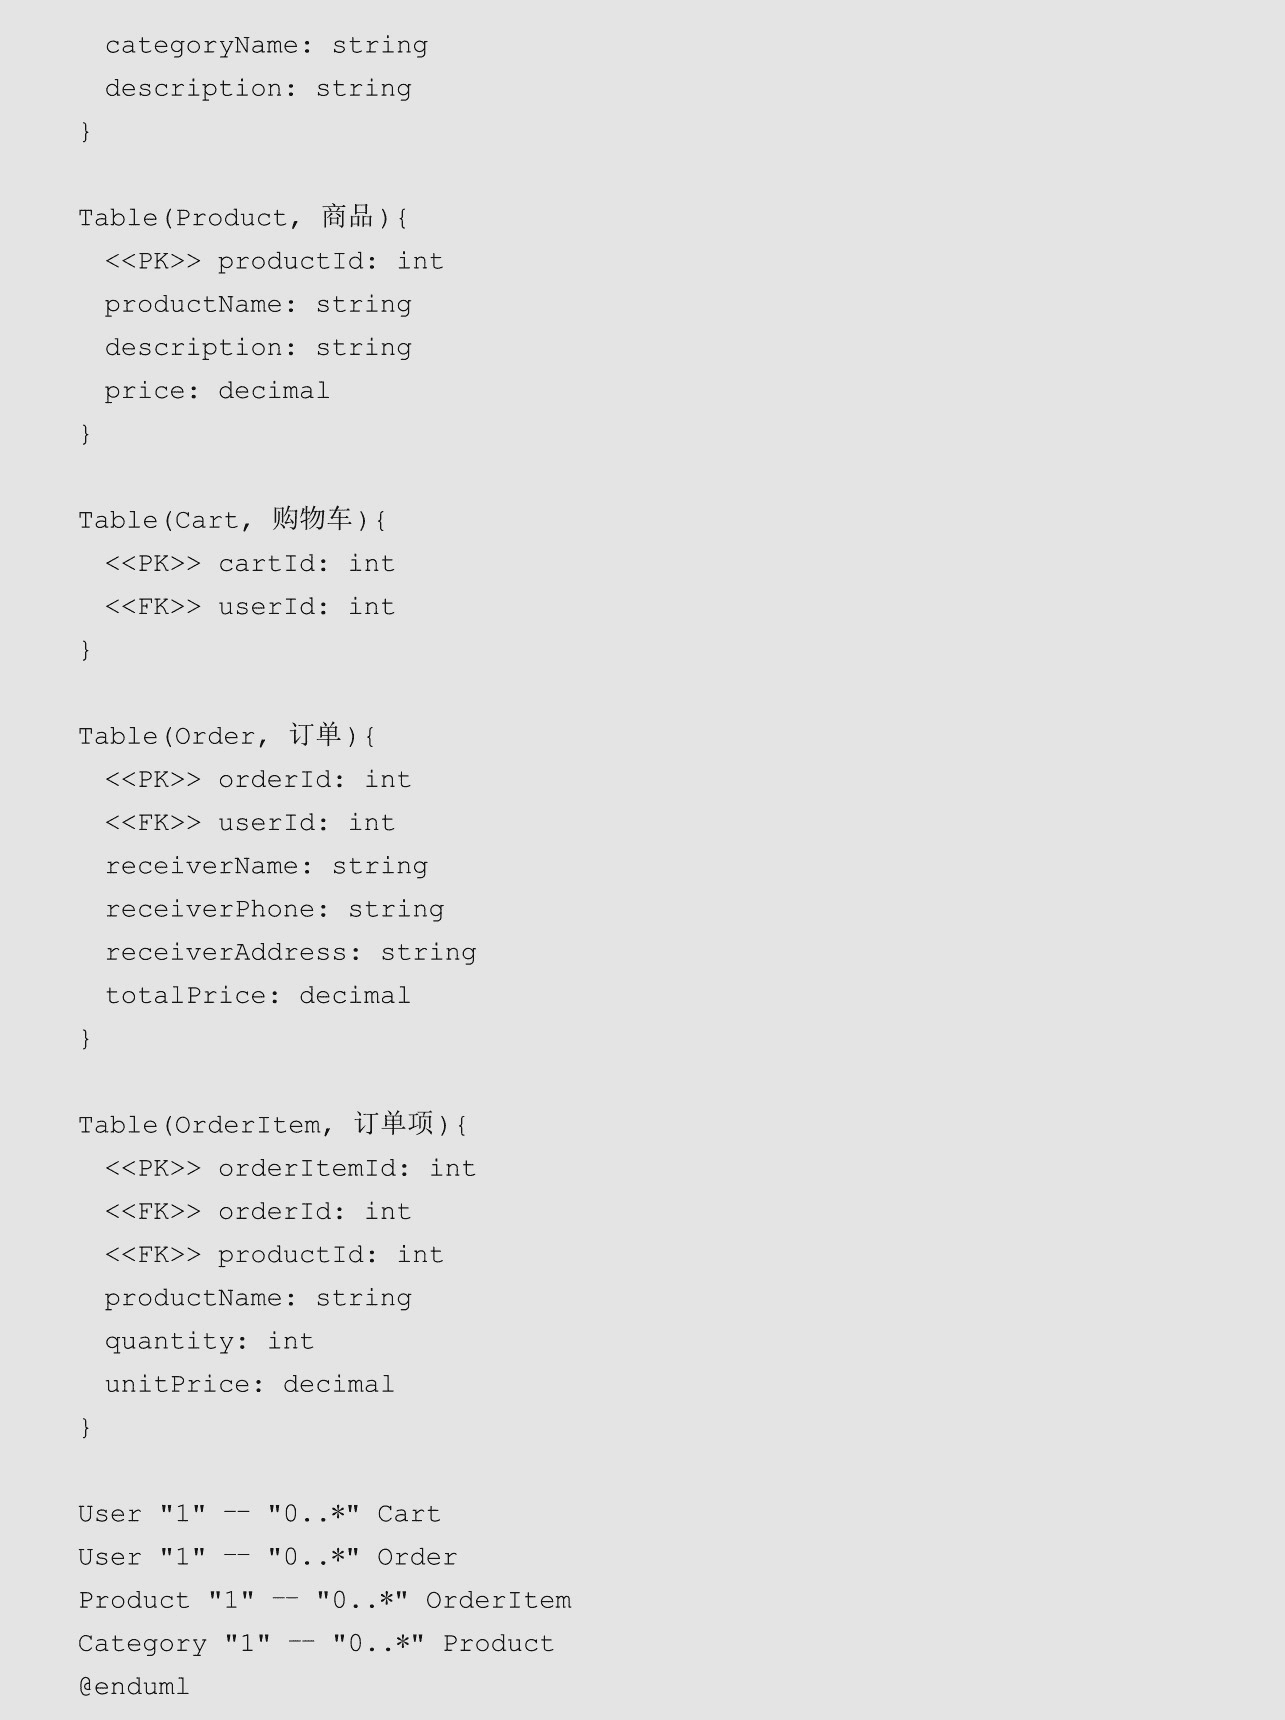 categoryName: string
description: string
}
Table(Product, 商品){
<<PK>> productId: int
productName: string
description: string
price: decimal
}
Table(Cart, 购物车){
<<PK>> cartId: int
<<FK>> userId: int
}
Table(Order, 订单){
<<PK>> orderId: int
<<FK>> userId: int
receiverName: string
receiverPhone: string
receiverAddress: string
totalPrice: decimal
}
Table(OrderItem, 订单项){
<<PK>> orderItemId: int
<<FK>> orderId: int
<<FK>> productId: int
productName: string
quantity: int
unitPrice: decimal
}
User "1" -- "0..*" Cart
User "1" -- "0..*" Order
Product "1" -- "0..*" OrderItem
Category "1" -- "0..*" Product
@enduml